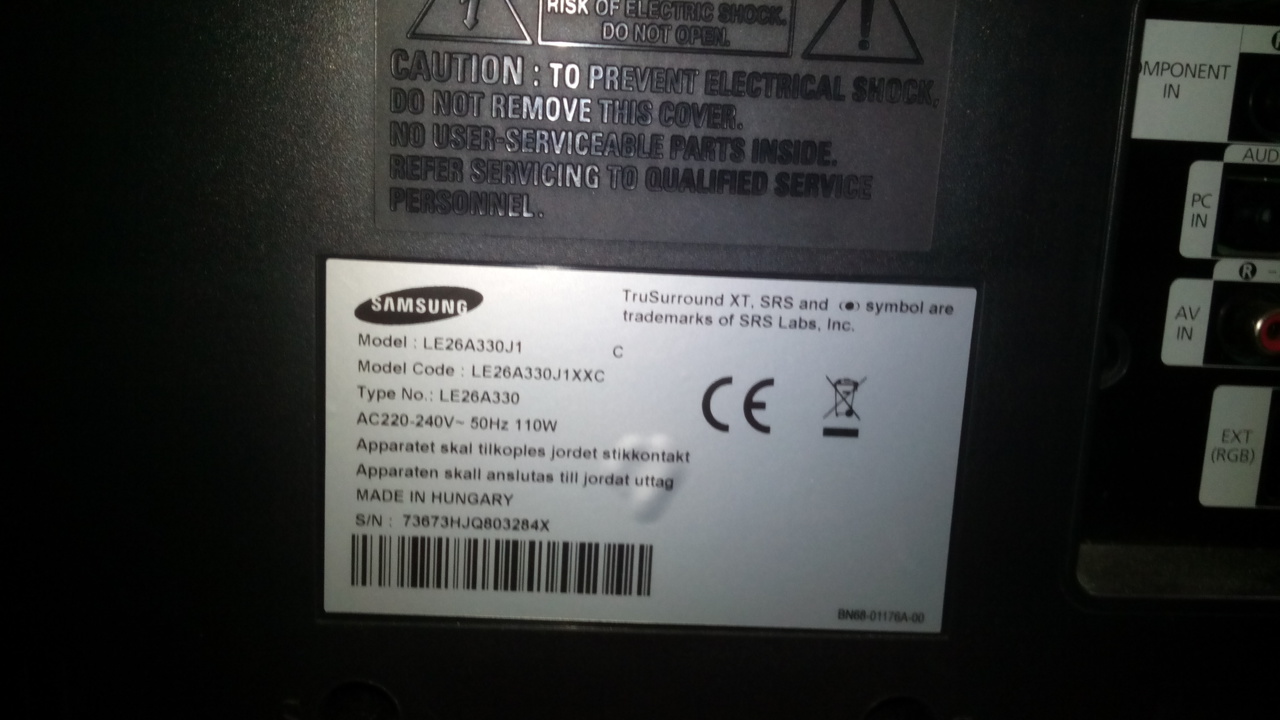 RISK OF ELECTRIC SHOCK.
DO NOT OPEN.
CAUTION : TO PREVENT ELECTRICAL SHOCK,
DO NOT REMOVE THIS COVER.
NO USER-SERVICEABLE PARTS INSIDE.
REFER SERVICING TO QUALIFIED SERVICE
PERSONNEL.
SAMSUNG
TruSurround XT, SRS and (●) symbol are
trademarks of SRS Labs, Inc.
Model : LE26A330J1
C
Model Code : LE26A330J1XXC
Type No.: LE26A330
AC220-240V~ 50Hz 110W
Apparatet skal tilkoples jordet stikkontakt
Apparaten skall anslutas till jordat uttag
MADE IN HUNGARY
S/N : 73673HJQ803284X
CE
BN68-01176A-00
OMPONENT
IN
AUD
PC
IN
R
AV
IN
EXT
(RGB)